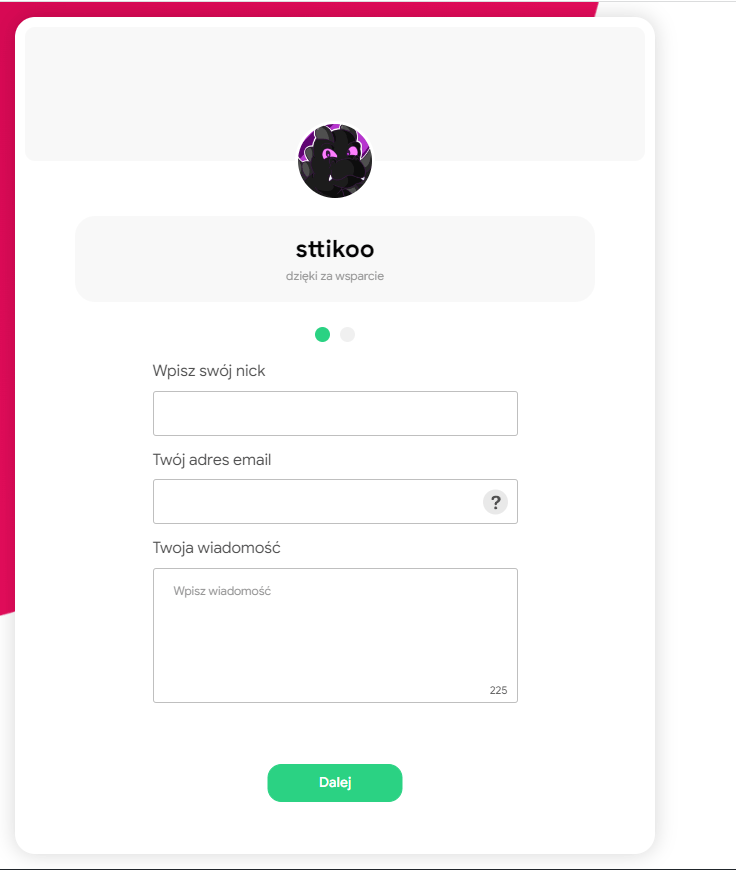 sttikoo
dzięki za wsparcie
Wpisz swój nick
Twój adres email
?
Twoja wiadomość
Wpisz wiadomość
225
Dalej